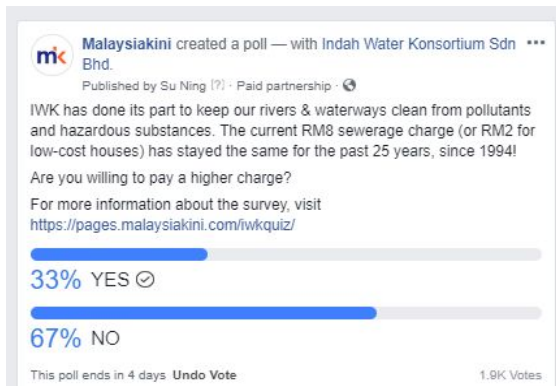 mk
Malaysiakini created a poll — with Indah Water Konsortium Sdn ...
Bhd.
Published by Su Ning [?] · Paid partnership ·
IWK has done its part to keep our rivers & waterways clean from pollutants
and hazardous substances. The current RM8 sewerage charge (or RM2 for
low-cost houses) has stayed the same for the past 25 years, since 1994!
Are you willing to pay a higher charge?
For more information about the survey, visit
https://pages.malaysiakini.com/iwkquiz/
33% YES
67% NO
This poll ends in 4 days Undo Vote 1.9K Votes